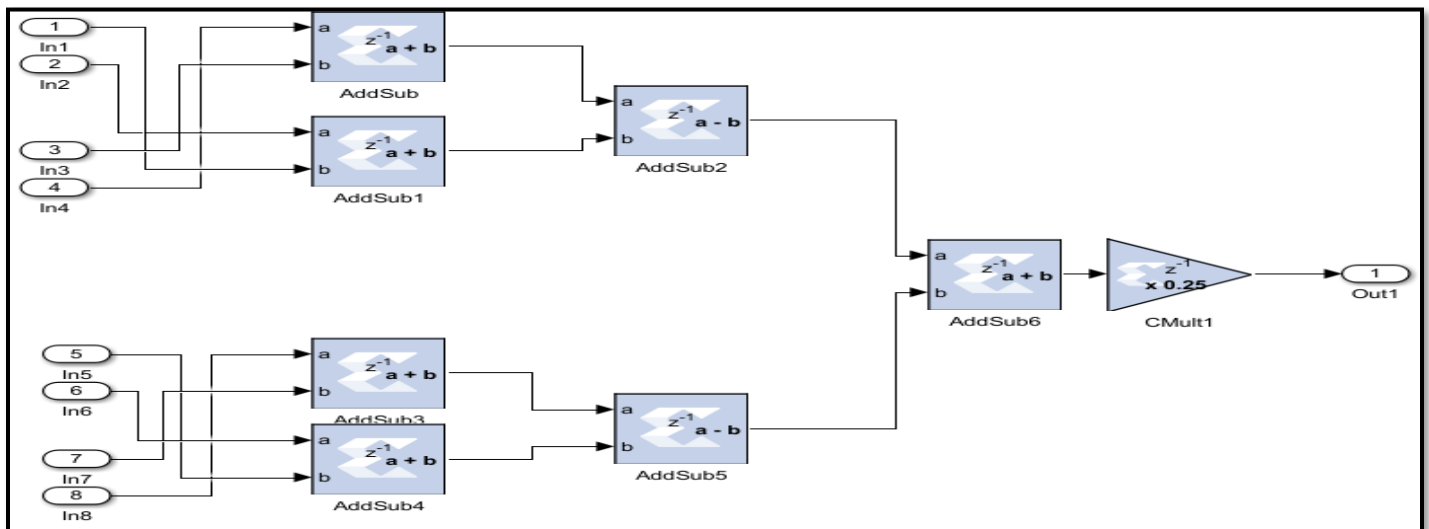 1
In1
2
In2
3
In3
4
In4
a
b
z-1
a + b
AddSub
a
b
z-1
a + b
AddSub1
a
b
z-1
a - b
AddSub2
5
In5
6
In6
7
In7
8
In8
a
b
z-1
a + b
AddSub3
a
b
z-1
a + b
AddSub4
a
b
z-1
a - b
AddSub5
a
b
z-1
a + b
AddSub6
z-1
x 0.25
CMult1
1
Out1